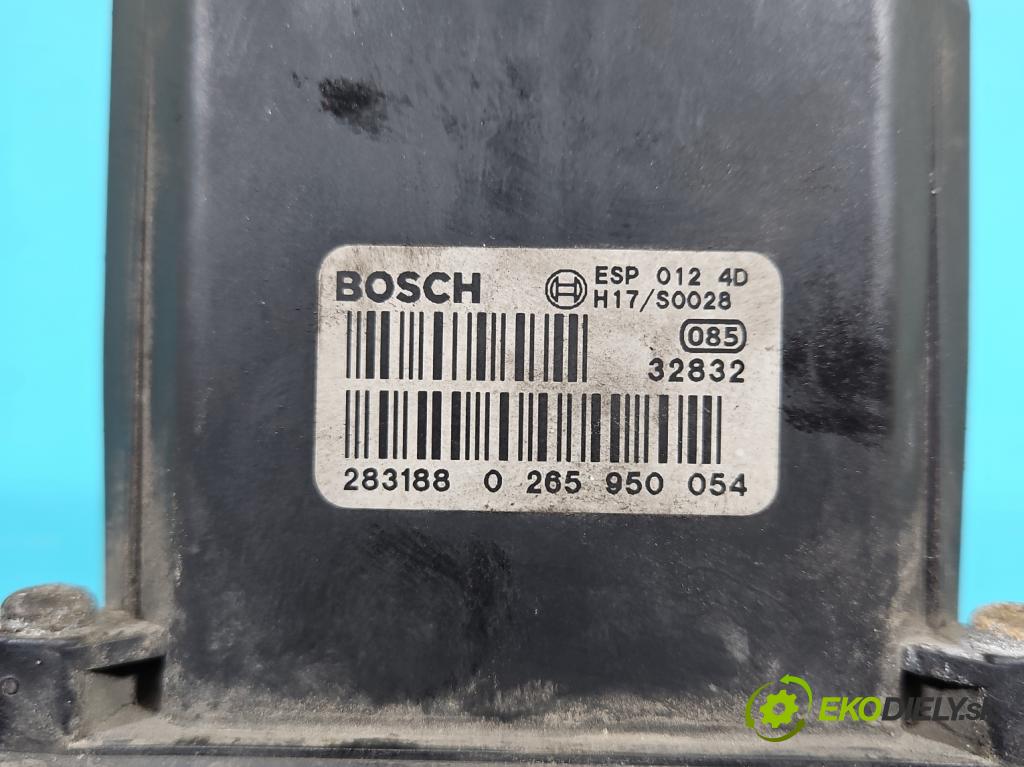 BOSCH
ESP 012 4D
H17/S0028
085
32832
283188 0 265 950 054
EKODIELY.sk